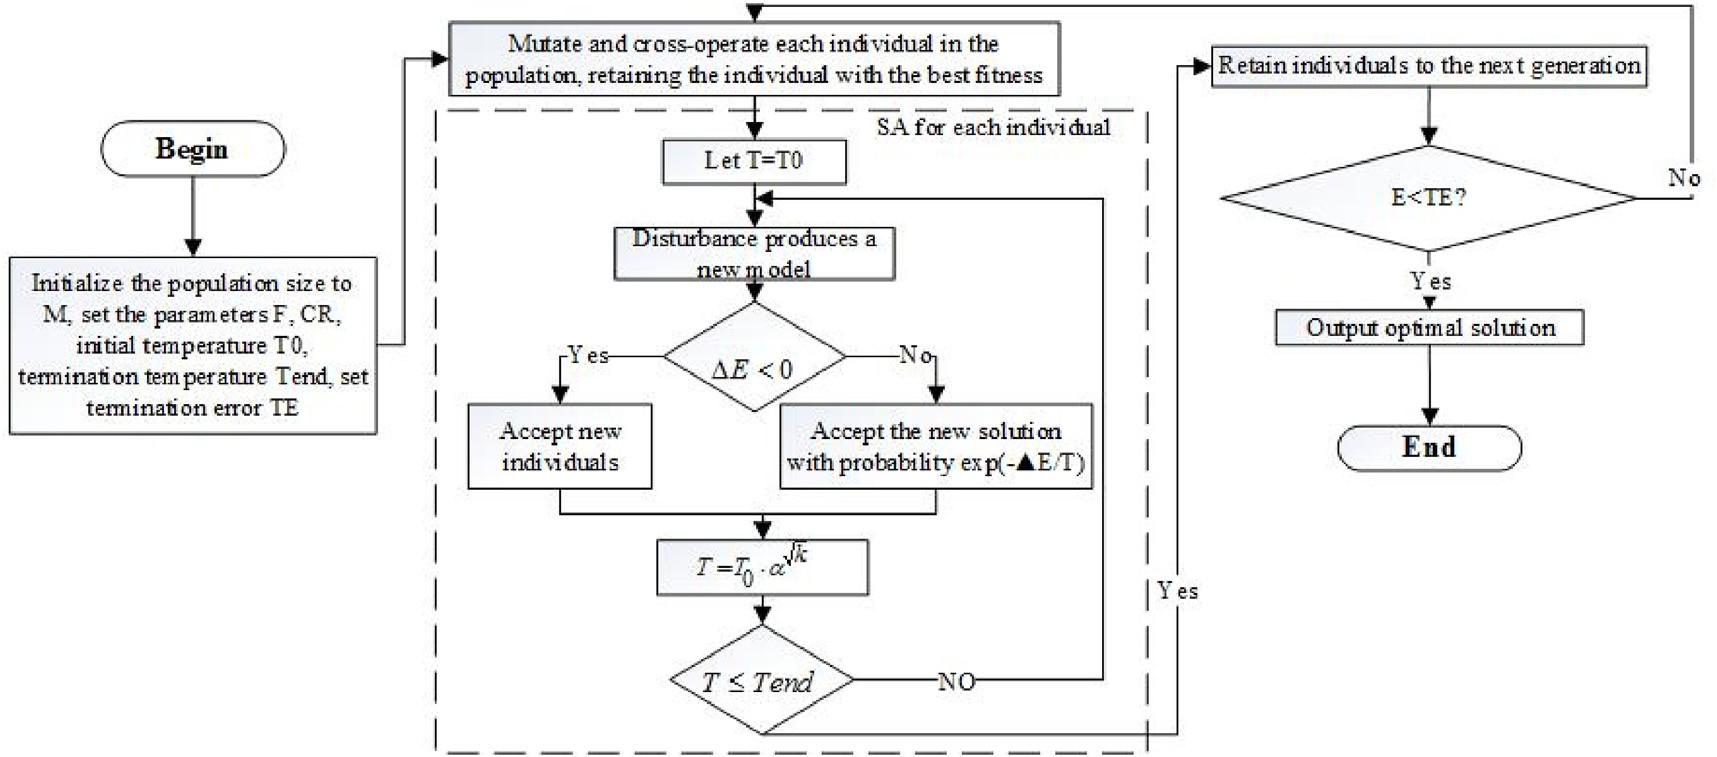 Begin
Initialize the population size to
M, set the parameters F, CR,
initial temperature T0,
termination temperature Tend, set
termination error TE
Mutate and cross-operate each individual in the
population, retaining the individual with the best fitness
SA for each individual
Let T=T0
Disturbance produces a
new model
ΔE < 0
Yes
No
Accept new
individuals
Accept the new solution
with probability exp(-▲E/T)
T=T₀·α^√k
T ≤ Tend
NO
Yes
Retain individuals to the next generation
E<TE?
No
Yes
Output optimal solution
End